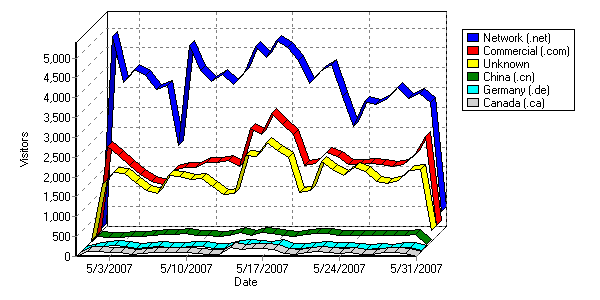 Network (.net)
Commercial (.com)
Unknown
China (.cn)
Germany (.de)
Canada (.ca)
Visitors
5,000
4,500
4,000
3,500
3,000
2,500
2,000
1,500
1,000
500
0
5/3/2007 5/10/2007 5/17/2007 5/24/2007 5/31/2007
Date